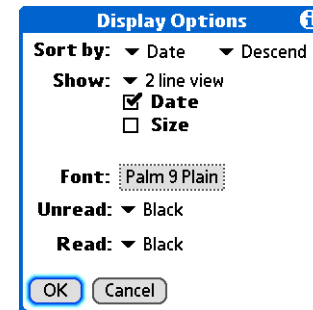 Display Options i
Sort by: Date Descend
Show: 2 line view
Date
Size
Font: Palm 9 Plain
Unread: Black
Read: Black
OK Cancel